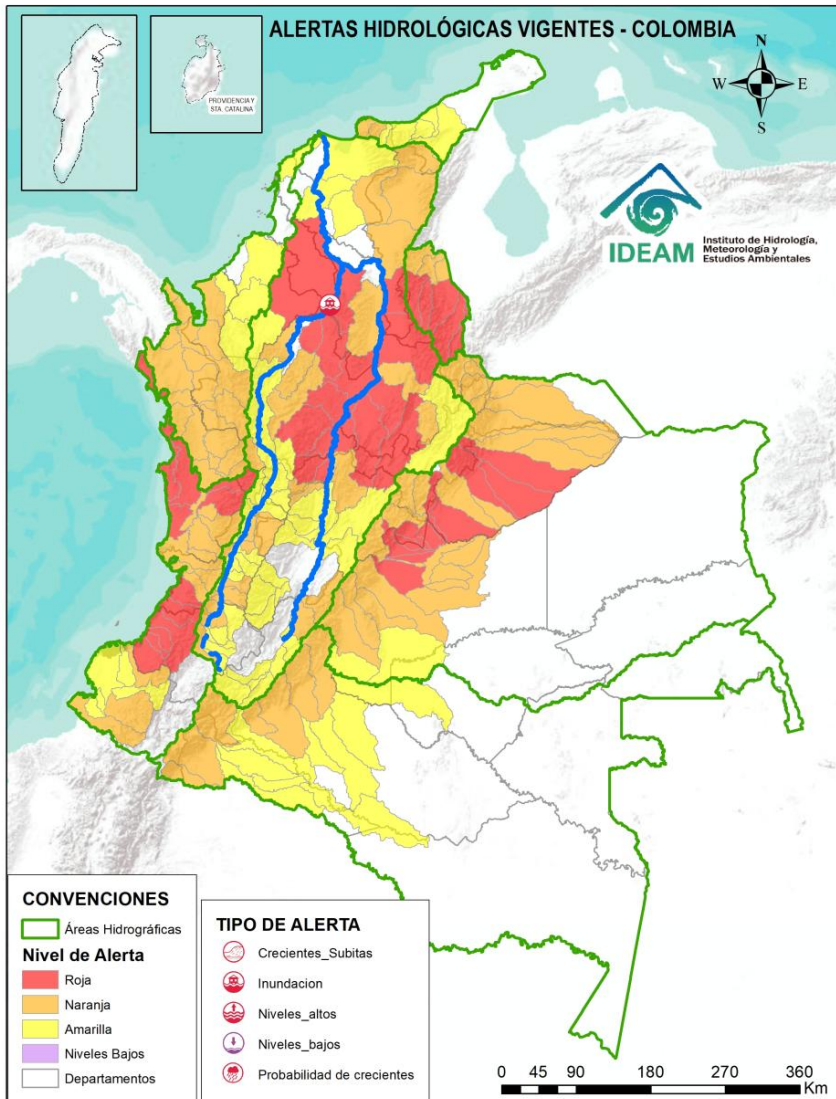 ALERTAS HIDROLÓGICAS VIGENTES - COLOMBIA
PROVIDENCIA Y
STA. CATALINA
N
W
E
S
IDEAM
Instituto de Hidrología,
Meteorología y
Estudios Ambientales
CONVENCIONES
Áreas Hidrográficas
Nivel de Alerta
Roja
Naranja
Amarilla
Niveles Bajos
Departamentos
TIPO DE ALERTA
Crecientes_Subitas
Inundacion
Niveles_altos
Niveles_bajos
Probabilidad de crecientes
0 45 90 180 270 360
Km